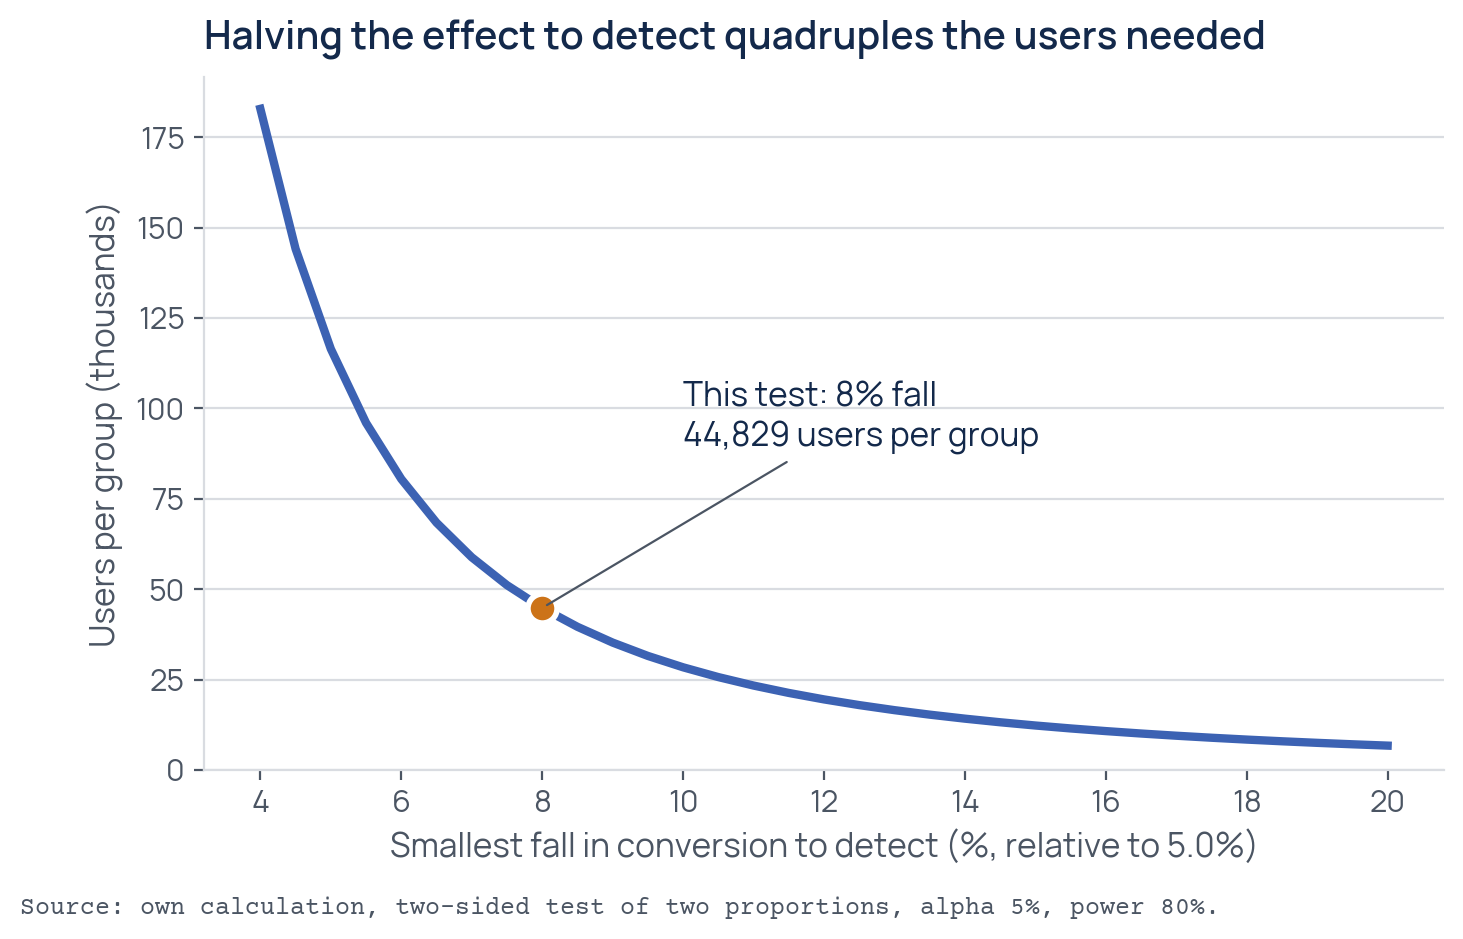 Halving the effect to detect quadruples the users needed
Users per group (thousands)
175
150
125
100
75
50
25
0
This test: 8% fall
44,829 users per group
4 6 8 10 12 14 16 18 20
Smallest fall in conversion to detect (%, relative to 5.0%)
Source: own calculation, two-sided test of two proportions, alpha 5%, power 80%.